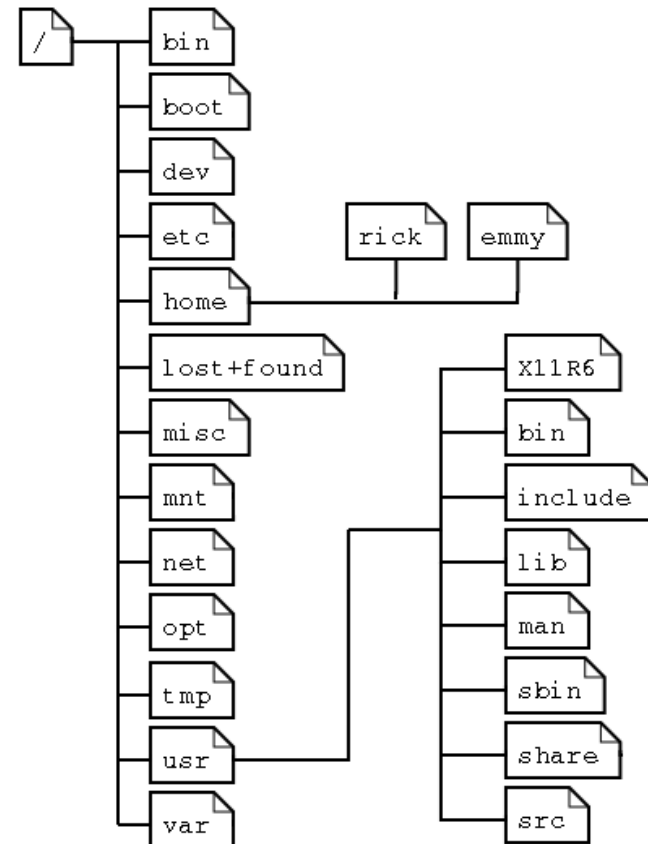 /
bin
boot
dev
etc
rick
emmy
home
lost+found
X11R6
misc
bin
mnt
include
net
lib
opt
man
tmp
sbin
usr
share
var
src